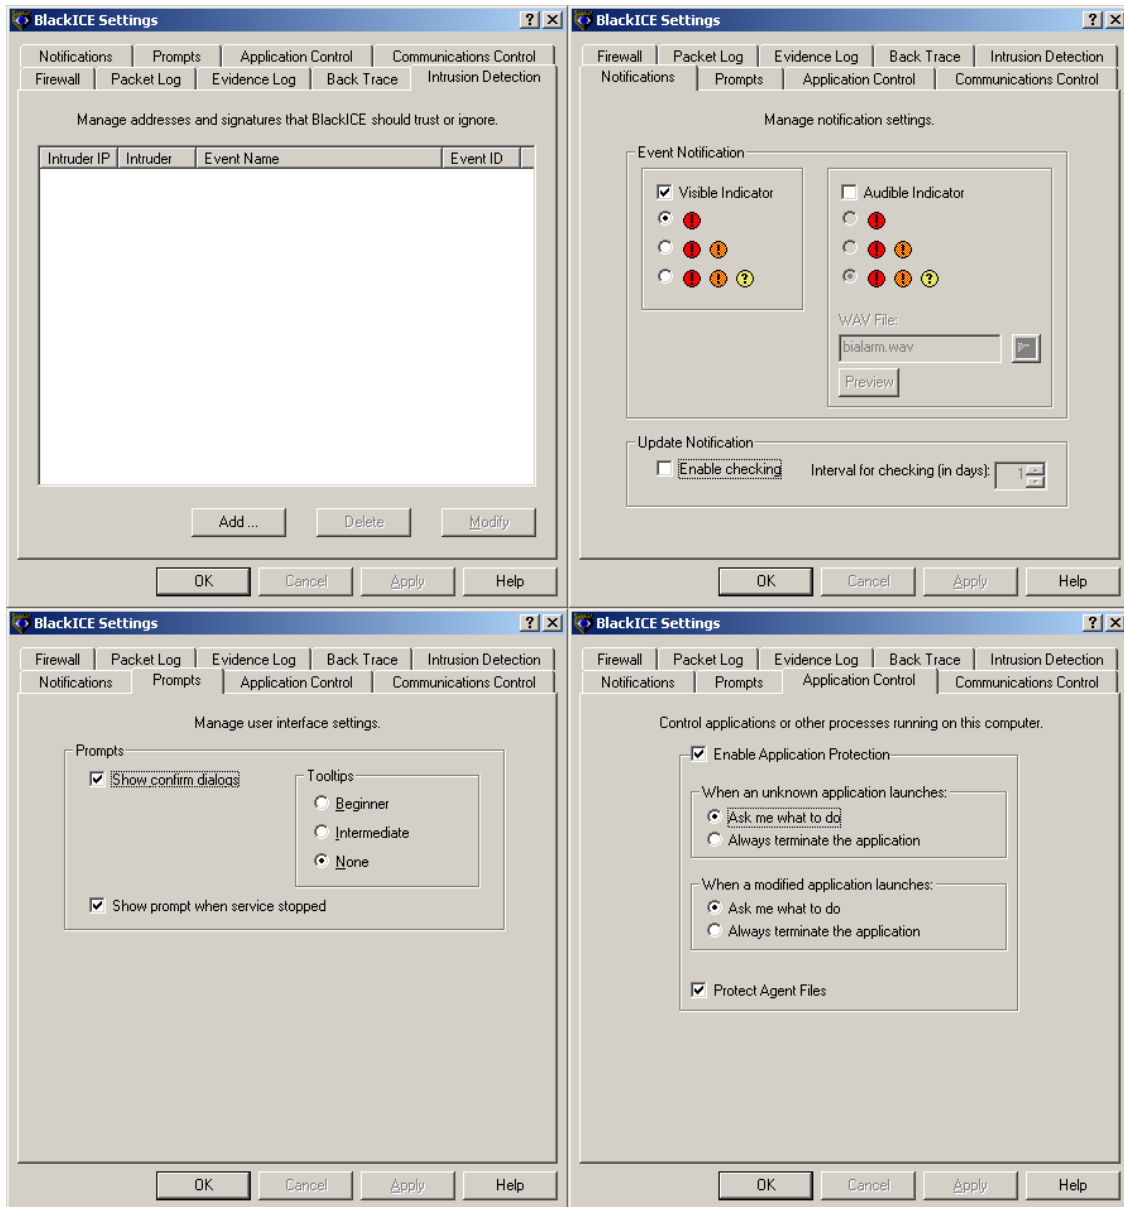 BlackICE Settings
Notifications Prompts Application Control Communications Control
Firewall Packet Log Evidence Log Back Trace Intrusion Detection
Manage addresses and signatures that BlackICE should trust or ignore.
Intruder IP Intruder Event Name Event ID
Add ... Delete Modify
OK Cancel Apply Help
BlackICE Settings
Firewall Packet Log Evidence Log Back Trace Intrusion Detection
Notifications Prompts Application Control Communications Control
Manage notification settings.
Event Notification
Visible Indicator
Audible Indicator
WAV File:
bialarm.wav
Preview
Update Notification
Enable checking Interval for checking (in days): 1
OK Cancel Apply Help
BlackICE Settings
Firewall Packet Log Evidence Log Back Trace Intrusion Detection
Notifications Prompts Application Control Communications Control
Manage user interface settings.
Prompts
Show confirm dialogs
Tooltips
Beginner
Intermediate
None
Show prompt when service stopped
OK Cancel Apply Help
BlackICE Settings
Firewall Packet Log Evidence Log Back Trace Intrusion Detection
Notifications Prompts Application Control Communications Control
Control applications or other processes running on this computer.
Enable Application Protection
When an unknown application launches:
Ask me what to do
Always terminate the application
When a modified application launches:
Ask me what to do
Always terminate the application
Protect Agent Files
OK Cancel Apply Help